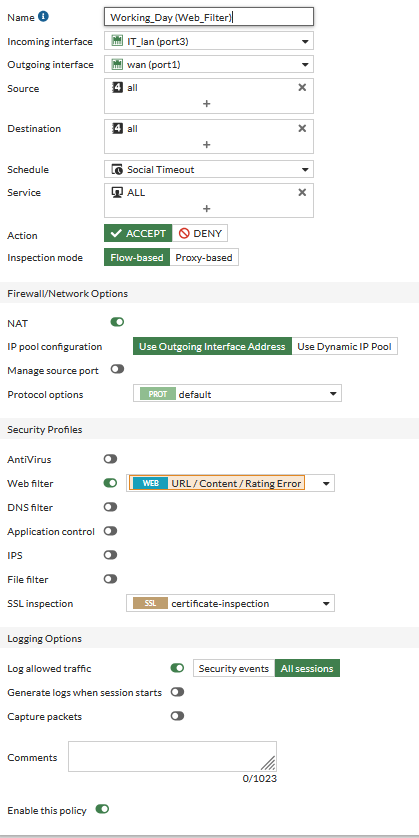 Name Working_Day (Web_Filter)
Incoming interface IT_lan (port3)
Outgoing interface wan (port1)
Source 4 all
+
Destination 4 all
+
Schedule Social Timeout
Service ALL
+
Action ACCEPT DENY
Inspection mode Flow-based Proxy-based
Firewall/Network Options
NAT
IP pool configuration Use Outgoing Interface Address Use Dynamic IP Pool
Manage source port
Protocol options PROT default
Security Profiles
AntiVirus
Web filter WEB URL / Content / Rating Error
DNS filter
Application control
IPS
File filter
SSL inspection SSL certificate-inspection
Logging Options
Log allowed traffic Security events All sessions
Generate logs when session starts
Capture packets
Comments
0/1023
Enable this policy